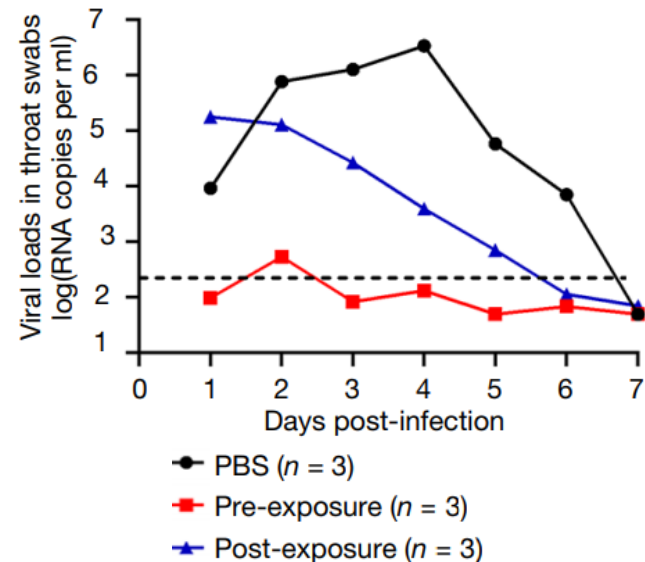 Viral loads in throat swabs
log(RNA copies per ml)
7
6
5
4
3
2
1
0 1 2 3 4 5 6 7
Days post-infection
PBS (n = 3)
Pre-exposure (n = 3)
Post-exposure (n = 3)